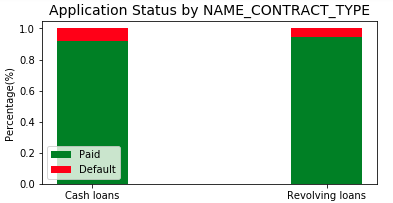 Application Status by NAME_CONTRACT_TYPE
1.0
0.8
0.6
0.4
0.2
0.0
Percentage(%)
Paid
Default
Cash loans
Revolving loans